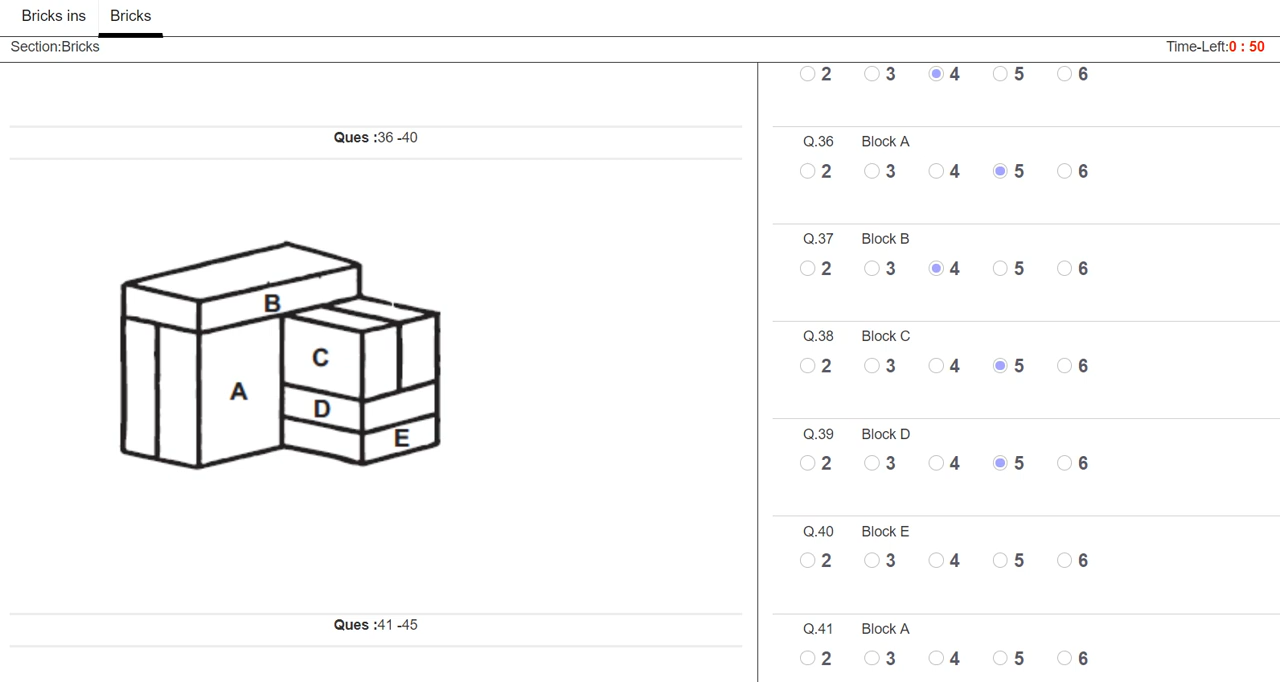 Bricks ins Bricks
Section:Bricks
Time-Left:0 : 50
Ques :36 -40
B
C
A
D
E
Ques :41 -45
2 3 4 5 6
Q.36 Block A
2 3 4 5 6
Q.37 Block B
2 3 4 5 6
Q.38 Block C
2 3 4 5 6
Q.39 Block D
2 3 4 5 6
Q.40 Block E
2 3 4 5 6
Q.41 Block A
2 3 4 5 6